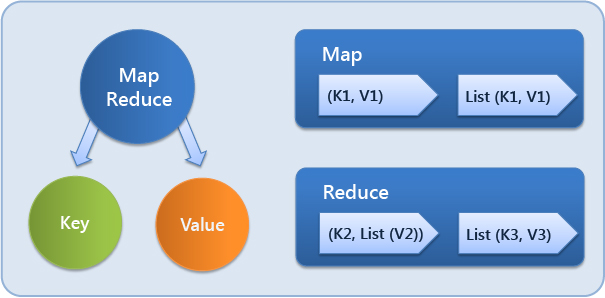 Map
Reduce
Key
Value
Map
(K1, V1)
List (K1, V1)
Reduce
(K2, List (V2))
List (K3, V3)